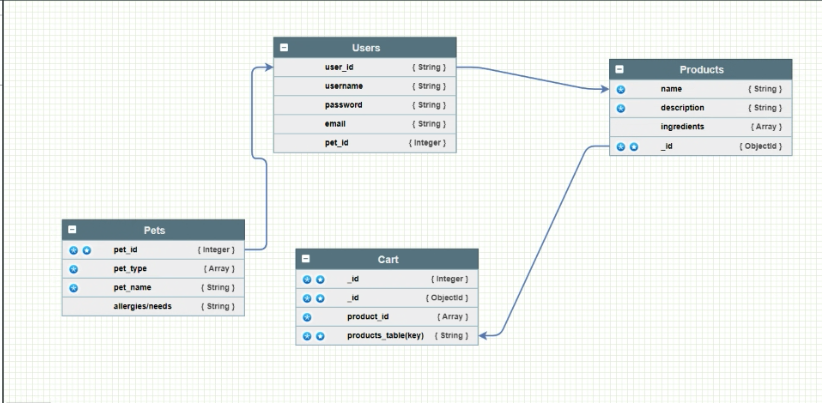 Users
user_id { String }
username { String }
password { String }
email { String }
pet_id { Integer }
Products
name { String }
description { String }
ingredients { Array }
_id { ObjectId }
Pets
pet_id { Integer }
pet_type { Array }
pet_name { String }
allergies/needs { String }
Cart
_id { Integer }
_id { ObjectId }
product_id { Array }
products_table(key) { String }